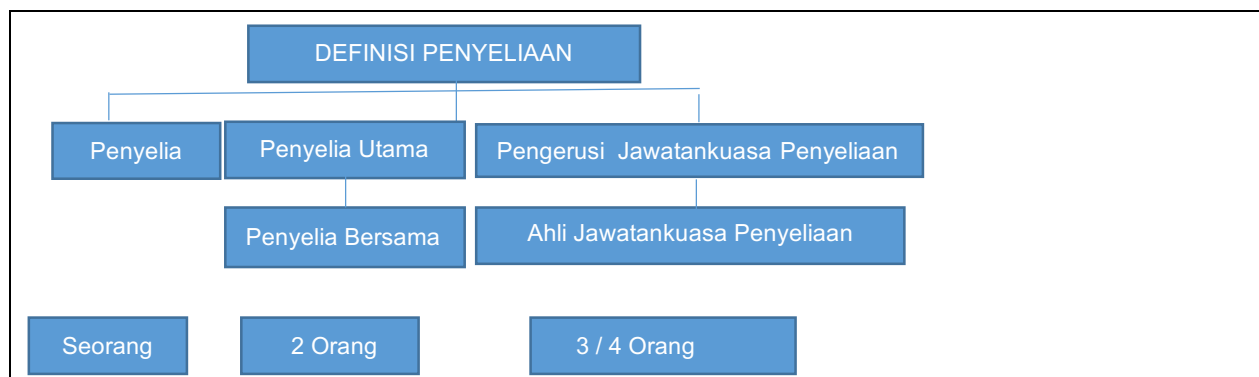 DEFINISI PENYELIAAN
Penyelia
Penyelia Utama
Pengerusi Jawatankuasa Penyeliaan
Penyelia Bersama
Ahli Jawatankuasa Penyeliaan
Seorang
2 Orang
3 / 4 Orang